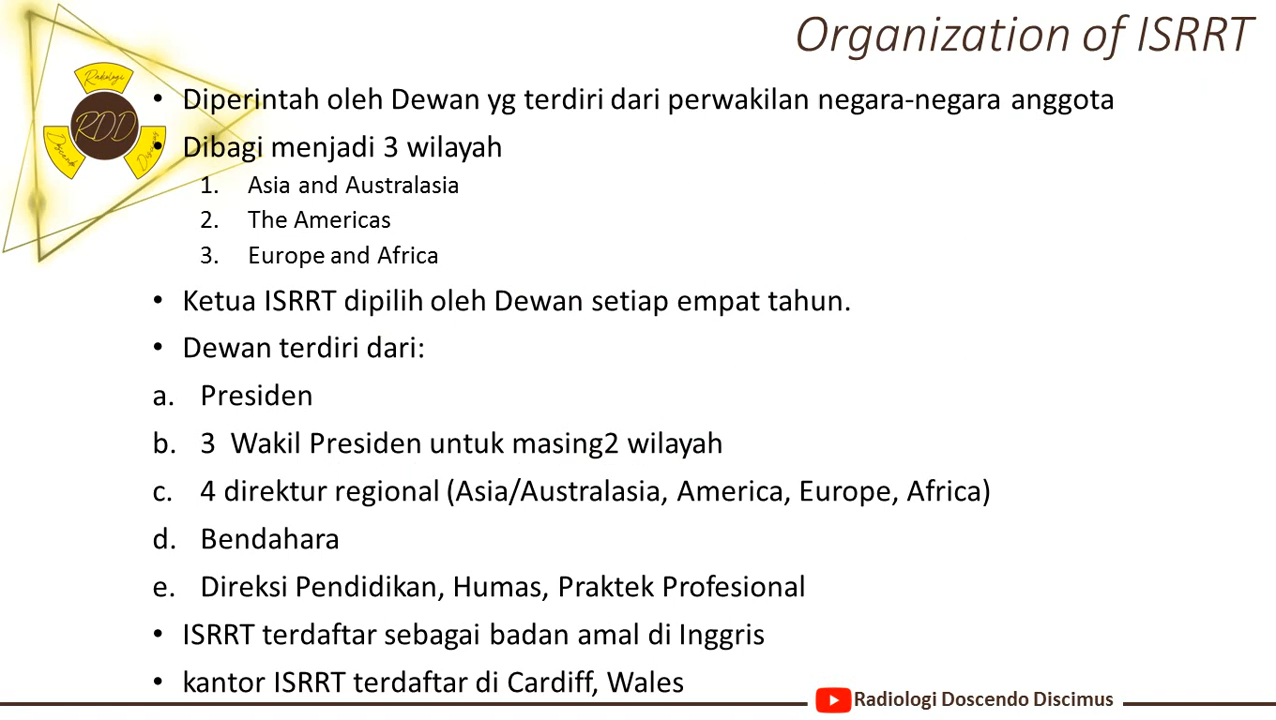 Organization of ISRRT
Radiologi
RDD
Doscendo
• Diperintah oleh Dewan yg terdiri dari perwakilan negara-negara anggota
• Dibagi menjadi 3 wilayah
1. Asia and Australasia
2. The Americas
3. Europe and Africa
• Ketua ISRRT dipilih oleh Dewan setiap empat tahun.
• Dewan terdiri dari:
a. Presiden
b. 3 Wakil Presiden untuk masing2 wilayah
c. 4 direktur regional (Asia/Australasia, America, Europe, Africa)
d. Bendahara
e. Direksi Pendidikan, Humas, Praktek Profesional
• ISRRT terdaftar sebagai badan amal di Inggris
• kantor ISRRT terdaftar di Cardiff, Wales
Radiologi Doscendo Discimus